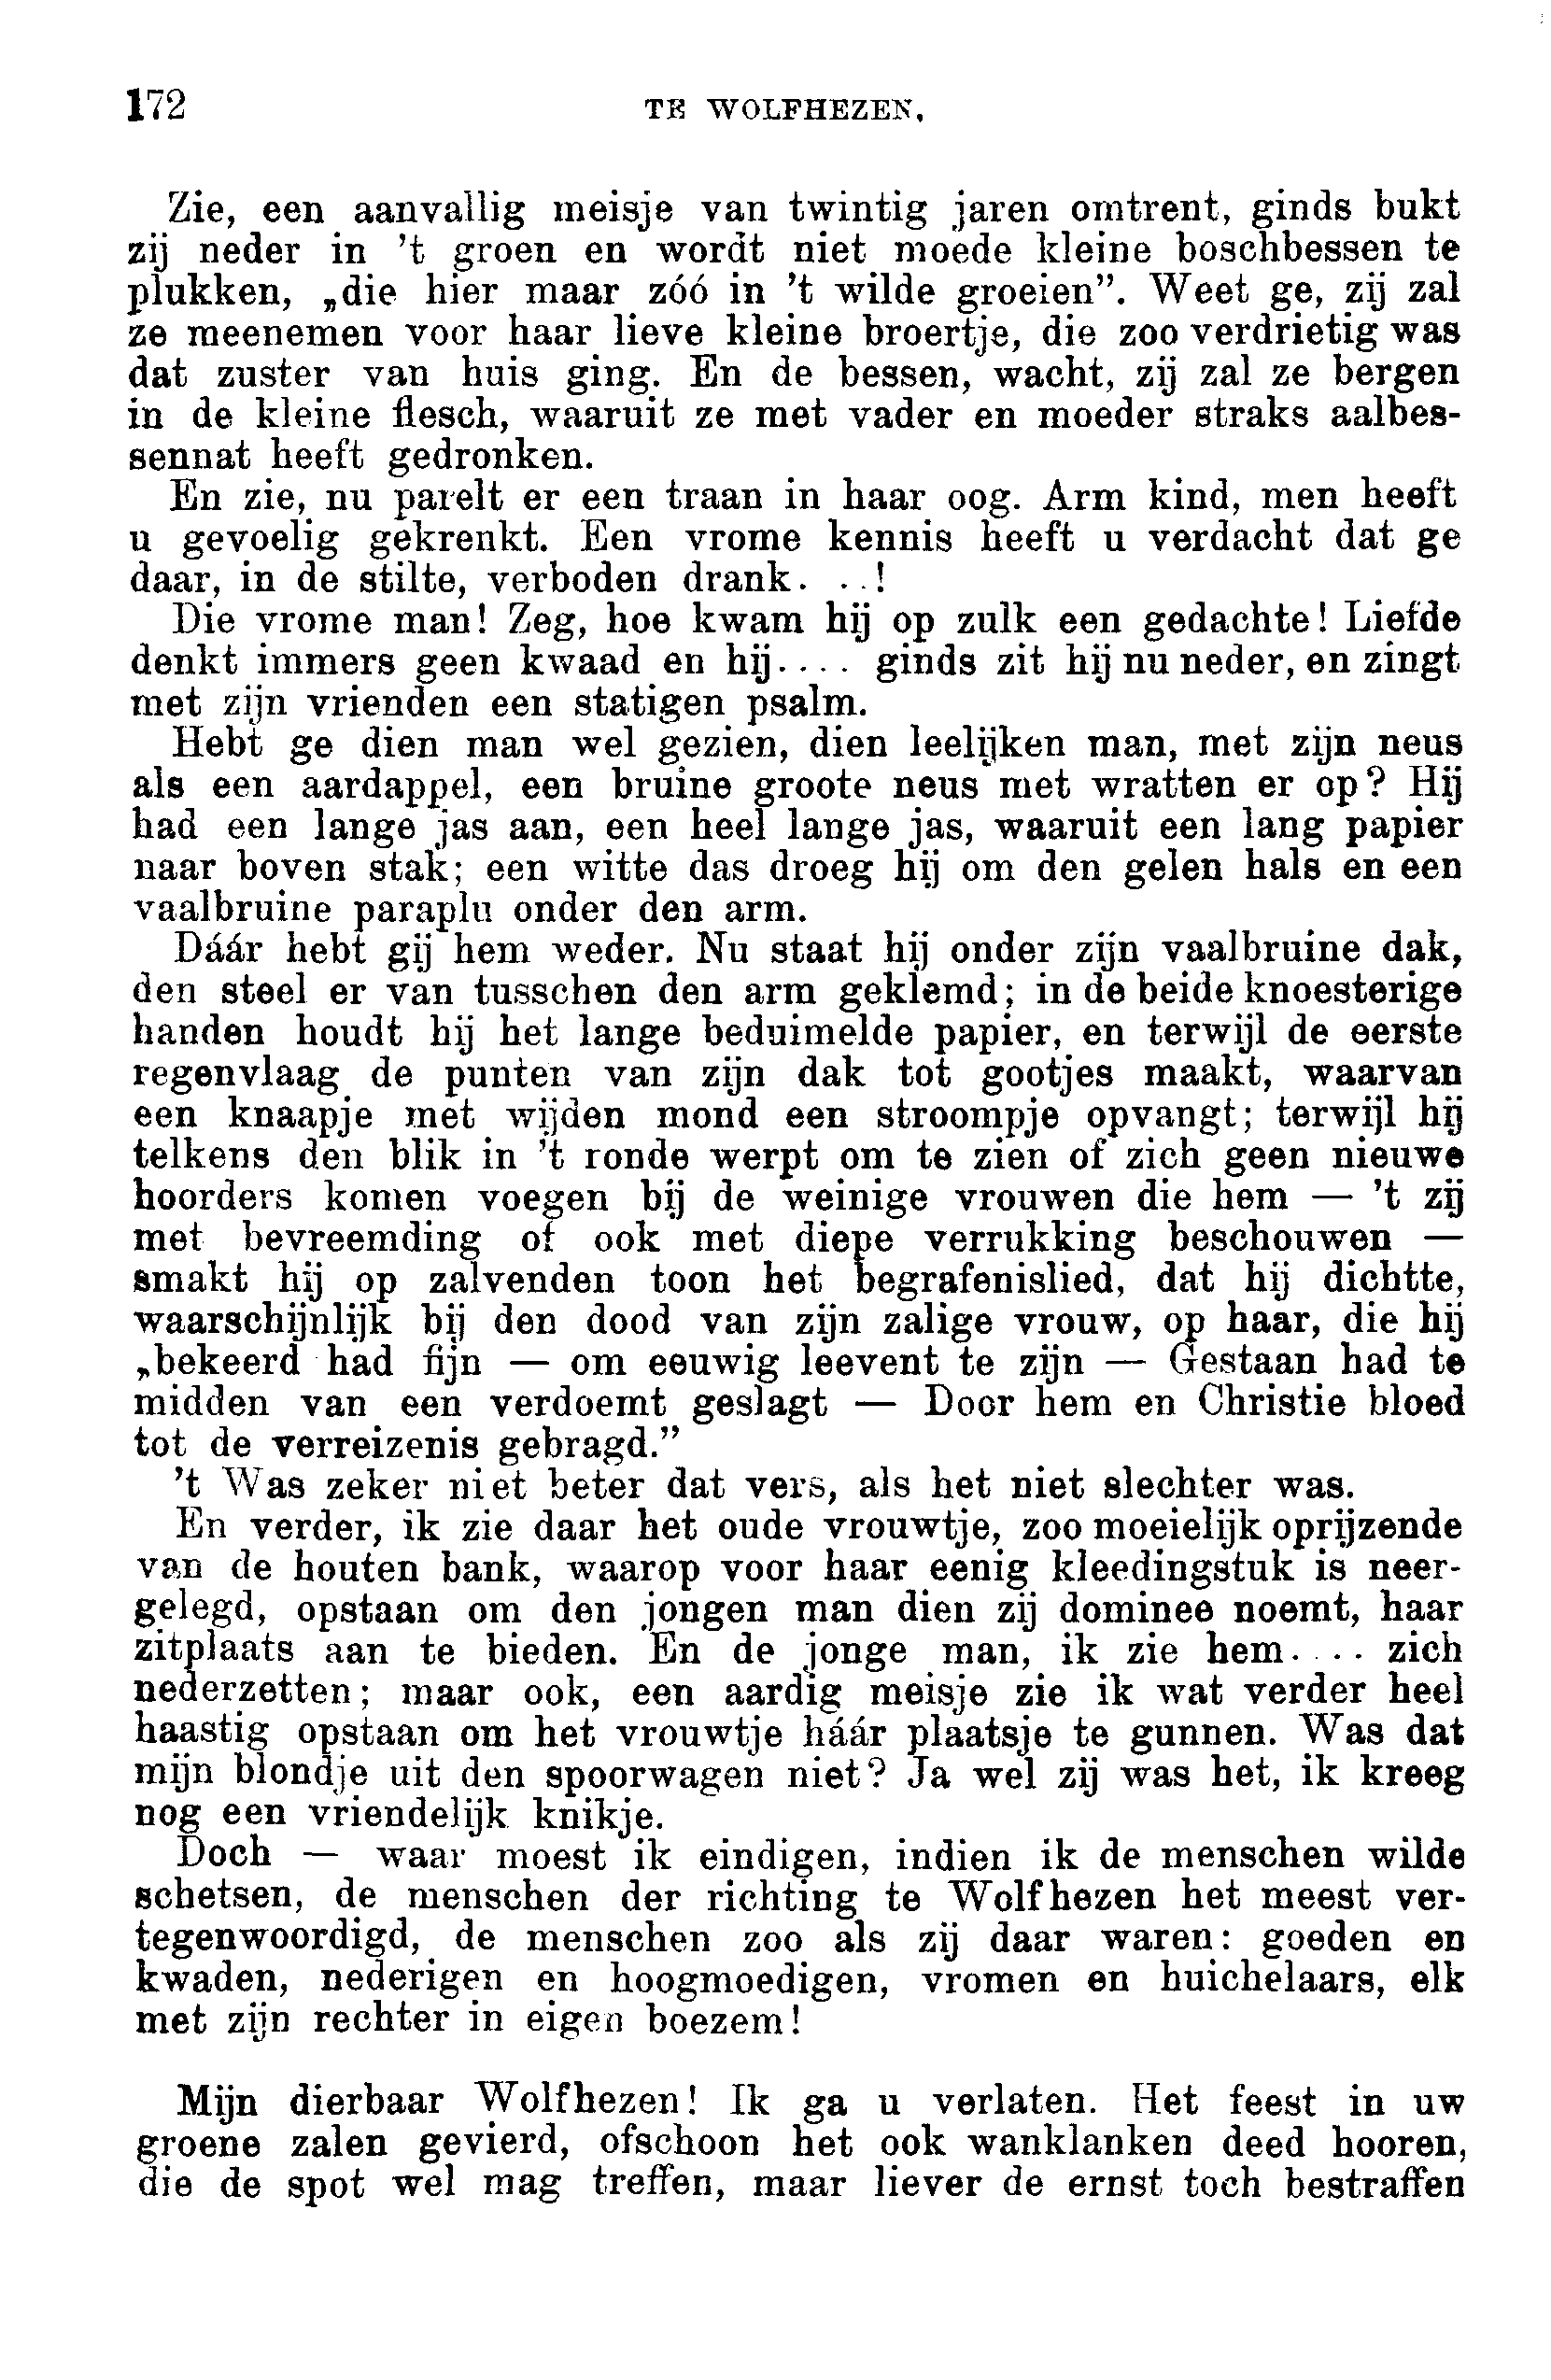 172 TE WOLFHEZEN.
Zie, een aanvallig meisje van twintig jaren omtrent, ginds bukt
zij neder in 't groen en wordt niet moede kleine boschbessen te
plukken, „die hier maar zóó in 't wilde groeien”. Weet ge, zij zal
ze meenemen voor haar lieve kleine broertje, die zoo verdrietig was
dat zuster van huis ging. En de bessen, wacht, zij zal ze bergen
in de kleine flesch, waaruit ze met vader en moeder straks aalbes-
sennat heeft gedronken.
En zie, nu parelt er een traan in haar oog. Arm kind, men heeft
u gevoelig gekrenkt. Een vrome kennis heeft u verdacht dat ge
daar, in de stilte, verboden drank. . .!
Die vrome man! Zeg, hoe kwam hij op zulk een gedachte! Liefde
denkt immers geen kwaad en hij.... ginds zit hij nu neder, en zingt
met zijn vrienden een statigen psalm.
Hebt ge dien man wel gezien, dien leelijken man, met zijn neus
als een aardappel, een bruine groote neus met wratten er op? Hij
had een lange jas aan, een heel lange jas, waaruit een lang papier
naar boven stak; een witte das droeg hij om den gelen hals en een
vaalbruine paraplu onder den arm.
Dáár hebt gij hem weder. Nu staat hij onder zijn vaalbruine dak,
den steel er van tusschen den arm geklemd; in de beide knoesterige
handen houdt hij het lange beduimelde papier, en terwijl de eerste
regenvlaag de punten van zijn dak tot gootjes maakt, waarvan
een knaapje met wijden mond een stroompje opvangt; terwijl hij
telkens den blik in 't ronde werpt om te zien of zich geen nieuwe
hoorders komen voegen bij de weinige vrouwen die hem — 't zij
met bevreemding of ook met diepe verrukking beschouwen —
smakt hij op zalvenden toon het begrafenislied, dat hij dichtte,
waarschijnlijk bij den dood van zijn zalige vrouw, op haar, die hij
„bekeerd had fijn — om eeuwig leevent te zijn — Gestaan had te
midden van een verdoemt geslagt — Door hem en Christie bloed
tot de verreizenis gebragd.”
't Was zeker niet beter dat vers, als het niet slechter was.
En verder, ik zie daar het oude vrouwtje, zoo moeielijk oprijzende
van de houten bank, waarop voor haar eenig kleedingstuk is neer-
gelegd, opstaan om den jongen man dien zij dominee noemt, haar
zitplaats aan te bieden. En de jonge man, ik zie hem.... zich
nederzetten; maar ook, een aardig meisje zie ik wat verder heel
haastig opstaan om het vrouwtje háár plaatsje te gunnen. Was dat
mijn blondje uit den spoorwagen niet? Ja wel zij was het, ik kreeg
nog een vriendelijk knikje.
Doch — waar moest ik eindigen, indien ik de menschen wilde
schetsen, de menschen der richting te Wolfhezen het meest ver-
tegenwoordigd, de menschen zoo als zij daar waren: goeden en
kwaden, nederigen en hoogmoedigen, vromen en huichelaars, elk
met zijn rechter in eigen boezem!
Mijn dierbaar Wolfhezen! Ik ga u verlaten. Het feest in uw
groene zalen gevierd, ofschoon het ook wanklanken deed hooren,
die de spot wel mag treffen, maar liever de ernst toch bestraffen